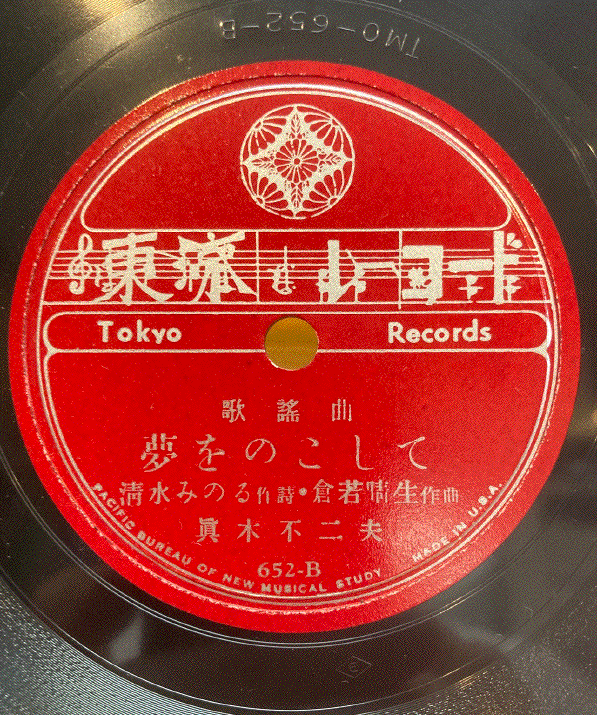 TMO-652-B
東京レコード
Tokyo Records
歌謡曲
夢をのこして
清水みのる作詩・倉若晴生作曲
眞木不二夫
652-B
PACIFIC BUREAU OF NEW MUSICAL STUDY MADE IN U.S.A.